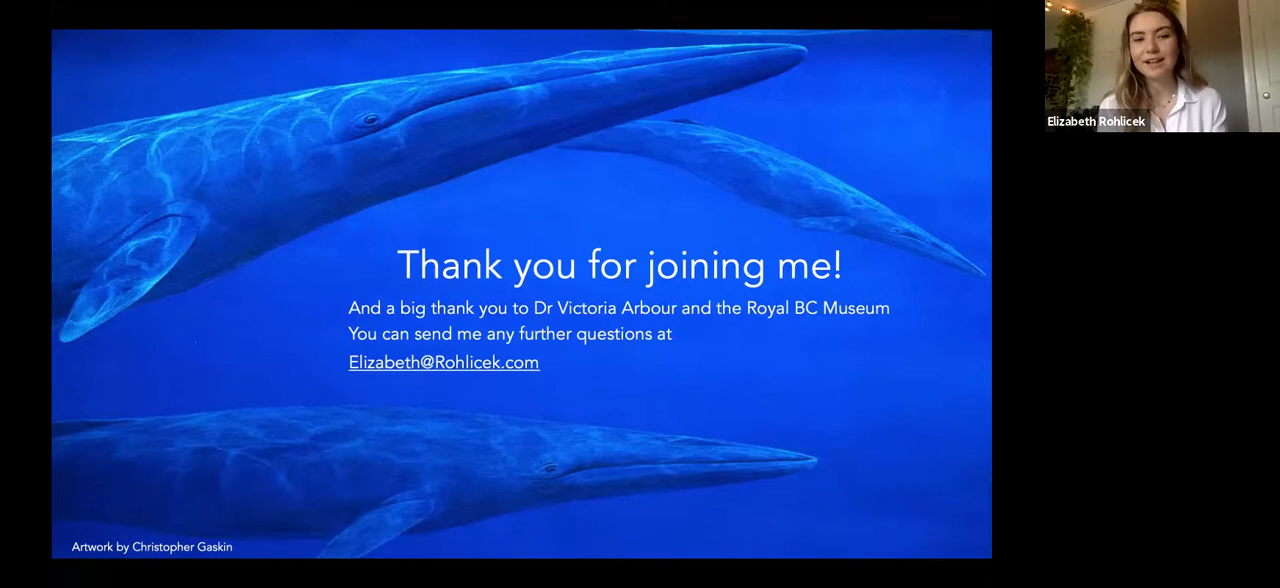 Thank you for joining me!
And a big thank you to Dr Victoria Arbour and the Royal BC Museum
You can send me any further questions at
Elizabeth@Rohlicek.com
Artwork by Christopher Gaskin
Elizabeth Rohlicek